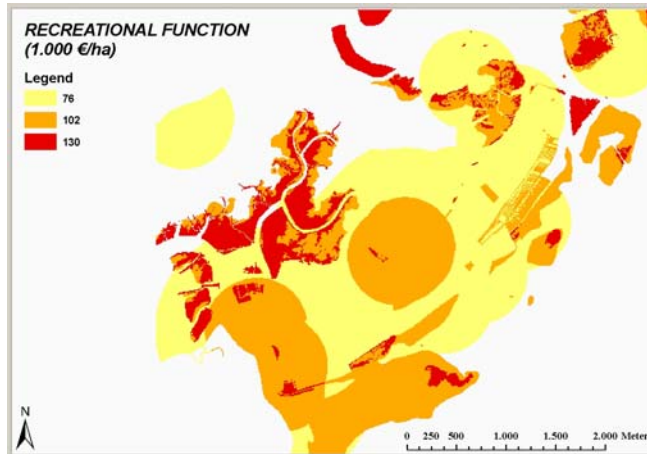 RECREATIONAL FUNCTION
(1.000 €/ha)
Legend
76
102
130
N
0 250 500 1.000 1.500 2.000 Meter